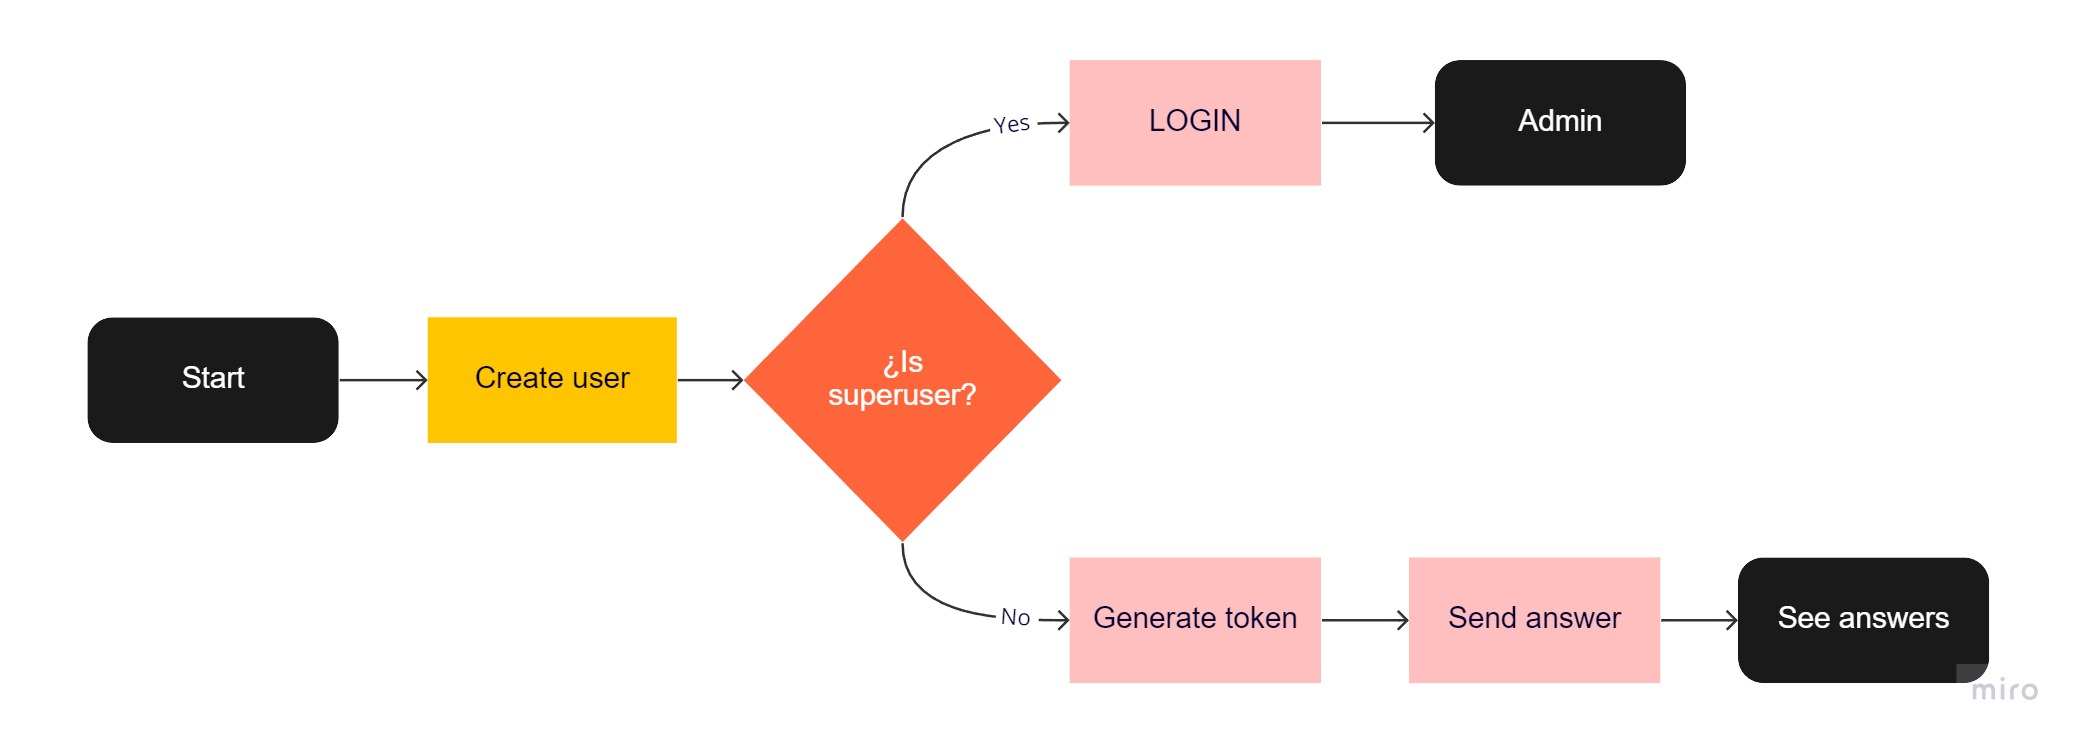 Start
Create user
¿Is
superuser?
Yes
LOGIN
Admin
No
Generate token
Send answer
See answers
miro